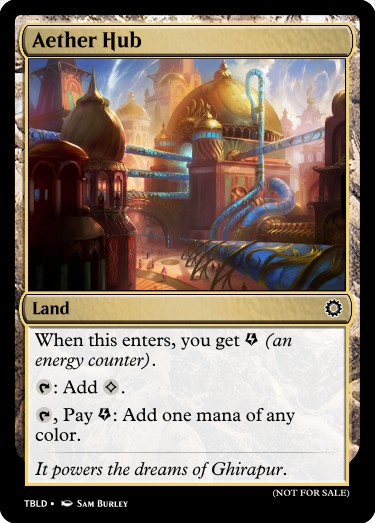 Aether Hub
Land
When this enters, you get (an
energy counter).
: Add .
, Pay : Add one mana of any
color.
It powers the dreams of Ghirapur.
TBLD • Sam Burley
(NOT FOR SALE)